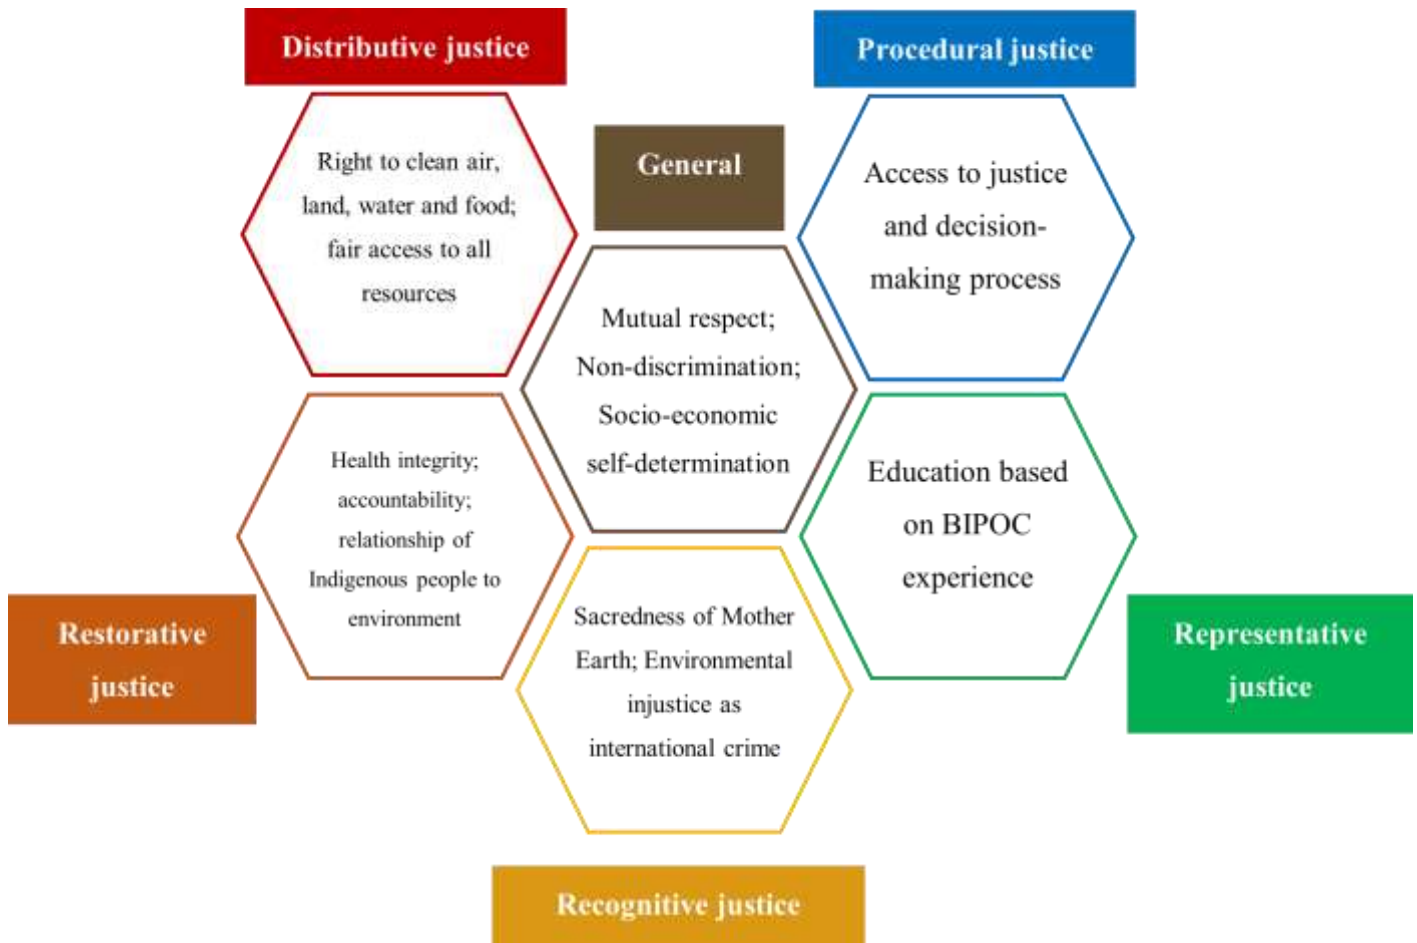 Distributive justice
Right to clean air,
land, water and food;
fair access to all
resources
General
Mutual respect;
Non-discrimination;
Socio-economic
self-determination
Procedural justice
Access to justice
and decision-
making process
Restorative
justice
Health integrity;
accountability;
relationship of
Indigenous people to
environment
Sacredness of Mother
Earth; Environmental
injustice as
international crime
Recognitive justice
Education based
on BIPOC
experience
Representative
justice